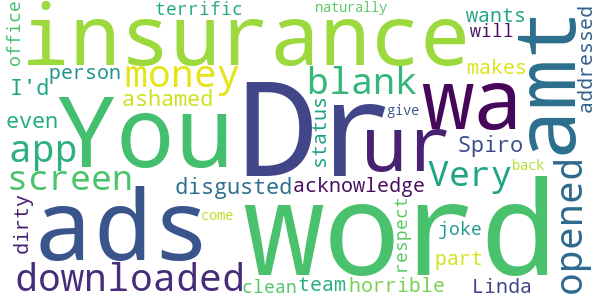 office
terrific
naturally
insurance
wants
will
amt
addressed
I'd
person
money
blank
makes
ashamed
even
You
Dr
give
wa
app
status
ur
Spiro
screen
disgusted
acknowledge
Very
back
opened
dirty
ads
word
come
respect
joke
part
downloaded
clean
team
horrible
Linda